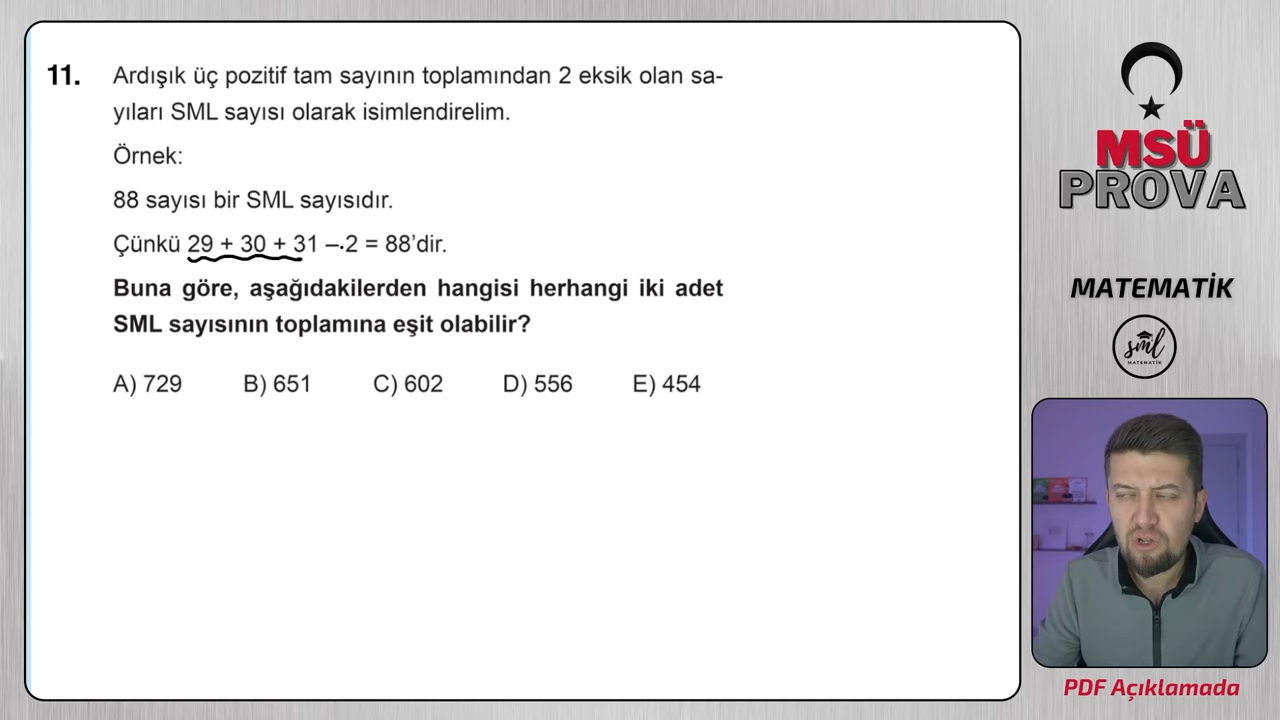 11. Ardışık üç pozitif tam sayının toplamından 2 eksik olan sa-
yıları SML sayısı olarak isimlendirelim.
Örnek:
88 sayısı bir SML sayısıdır.
Çünkü 29 + 30 + 31 – 2 = 88’dir.
Buna göre, aşağıdakilerden hangisi herhangi iki adet
SML sayısının toplamına eşit olabilir?
A) 729 B) 651 C) 602 D) 556 E) 454
MSÜ
PROVA
MATEMATİK
sml
MATEMATİK
PDF Açıklamada